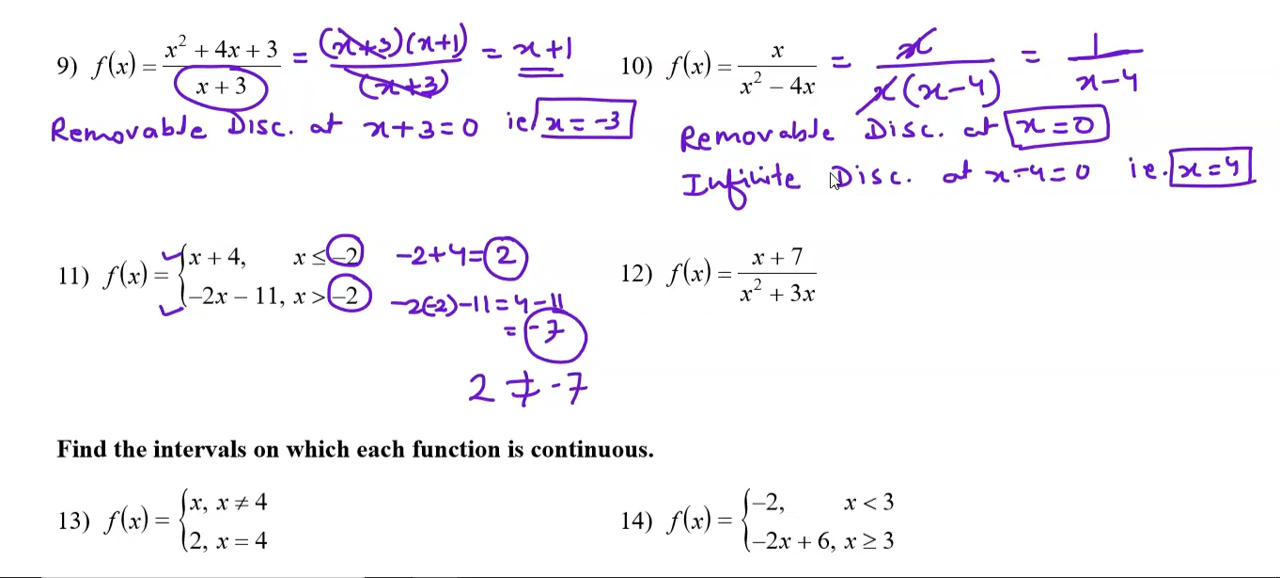 9) f(x) = (x² + 4x + 3)/(x + 3) = (x+3)(x+1)/(x+3) = x+1
Removable Disc. at x+3=0 ie/ x=-3
10) f(x) = x/(x² − 4x) = x/(x(x-4)) = 1/(x-4)
Removable Disc. at x=0
Infinite Disc. at x-4=0 ie. x=4
11) f(x) = { x + 4, x ≤ −2 -2+4=2
−2x − 11, x > −2 -2(-2)-11=4-11
= -7
2 ≠ -7
12) f(x) = (x + 7)/(x² + 3x)
Find the intervals on which each function is continuous.
13) f(x) = { x, x ≠ 4
2, x = 4
14) f(x) = { −2, x < 3
−2x + 6, x ≥ 3